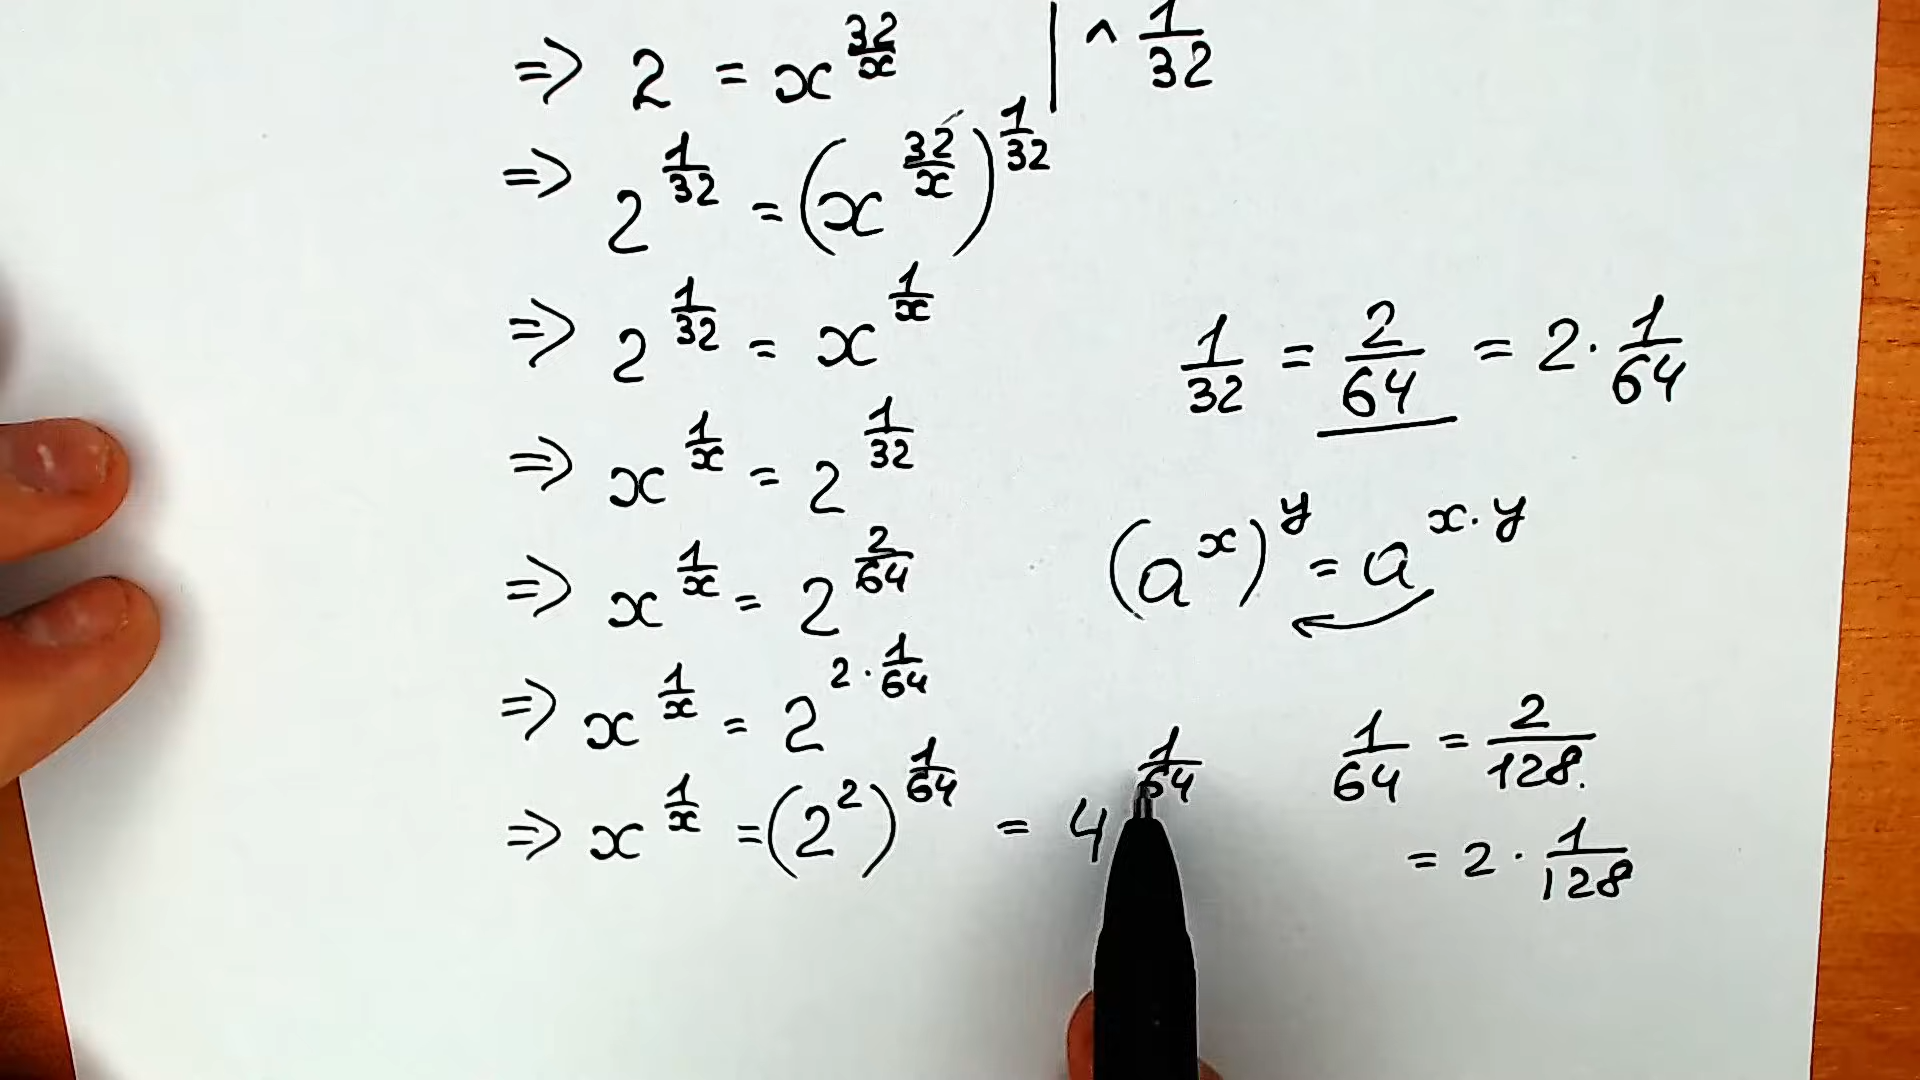 => 2 = x^(32/x) | ^ 1/32
=> 2^(1/32) = (x^(32/x))^(1/32)
=> 2^(1/32) = x^(1/x)
1/32 = 2/64 = 2 · 1/64
=> x^(1/x) = 2^(1/32)
(a^x)^y = a^(x·y)
=> x^(1/x) = 2^(2/64)
=> x^(1/x) = 2^(2·1/64)
1/64 = 2/128.
=> x^(1/x) = (2^2)^(1/64) = 4^(1/64)
= 2 · 1/128